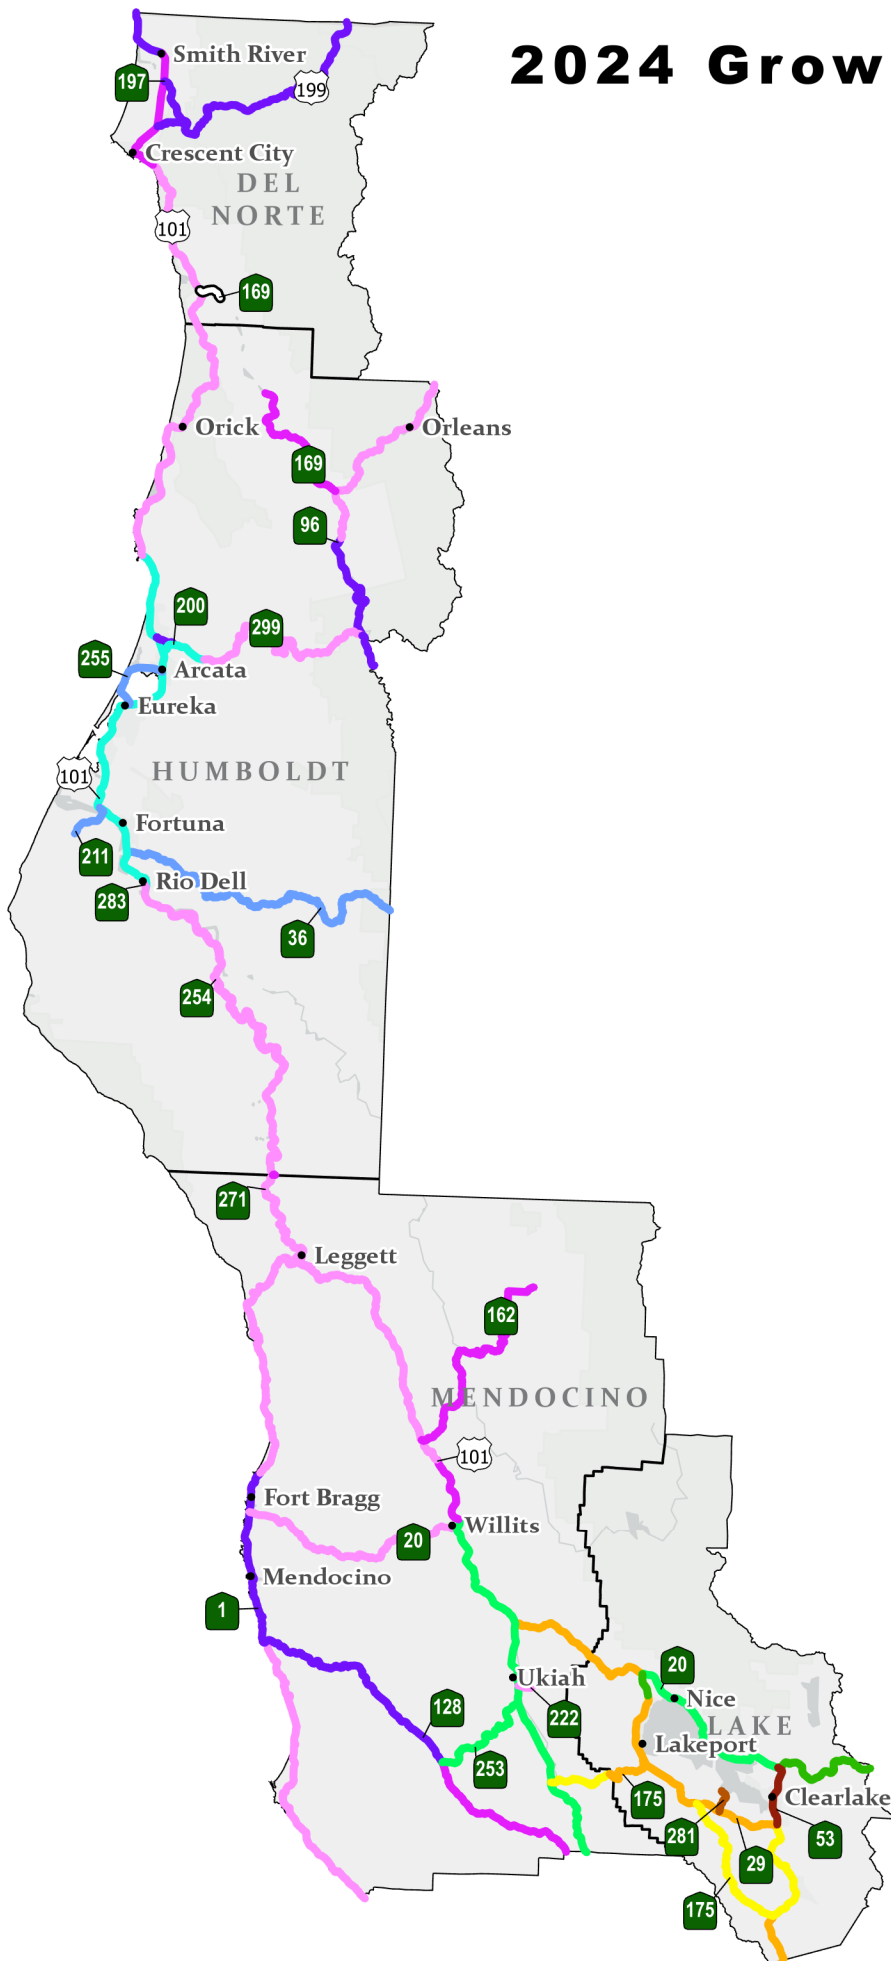 2024 Grow
Smith River
197
199
Crescent City
DEL
NORTE
101
169
Orick
Orleans
169
96
200
299
255
Arcata
Eureka
HUMBOLDT
101
Fortuna
211
Rio Dell
283
36
254
271
Leggett
162
MENDOCINO
101
Fort Bragg
Willits
20
Mendocino
1
20
Ukiah
Nice
128
222
LAKE
Lakeport
253
175
Clearlake
281
53
29
175